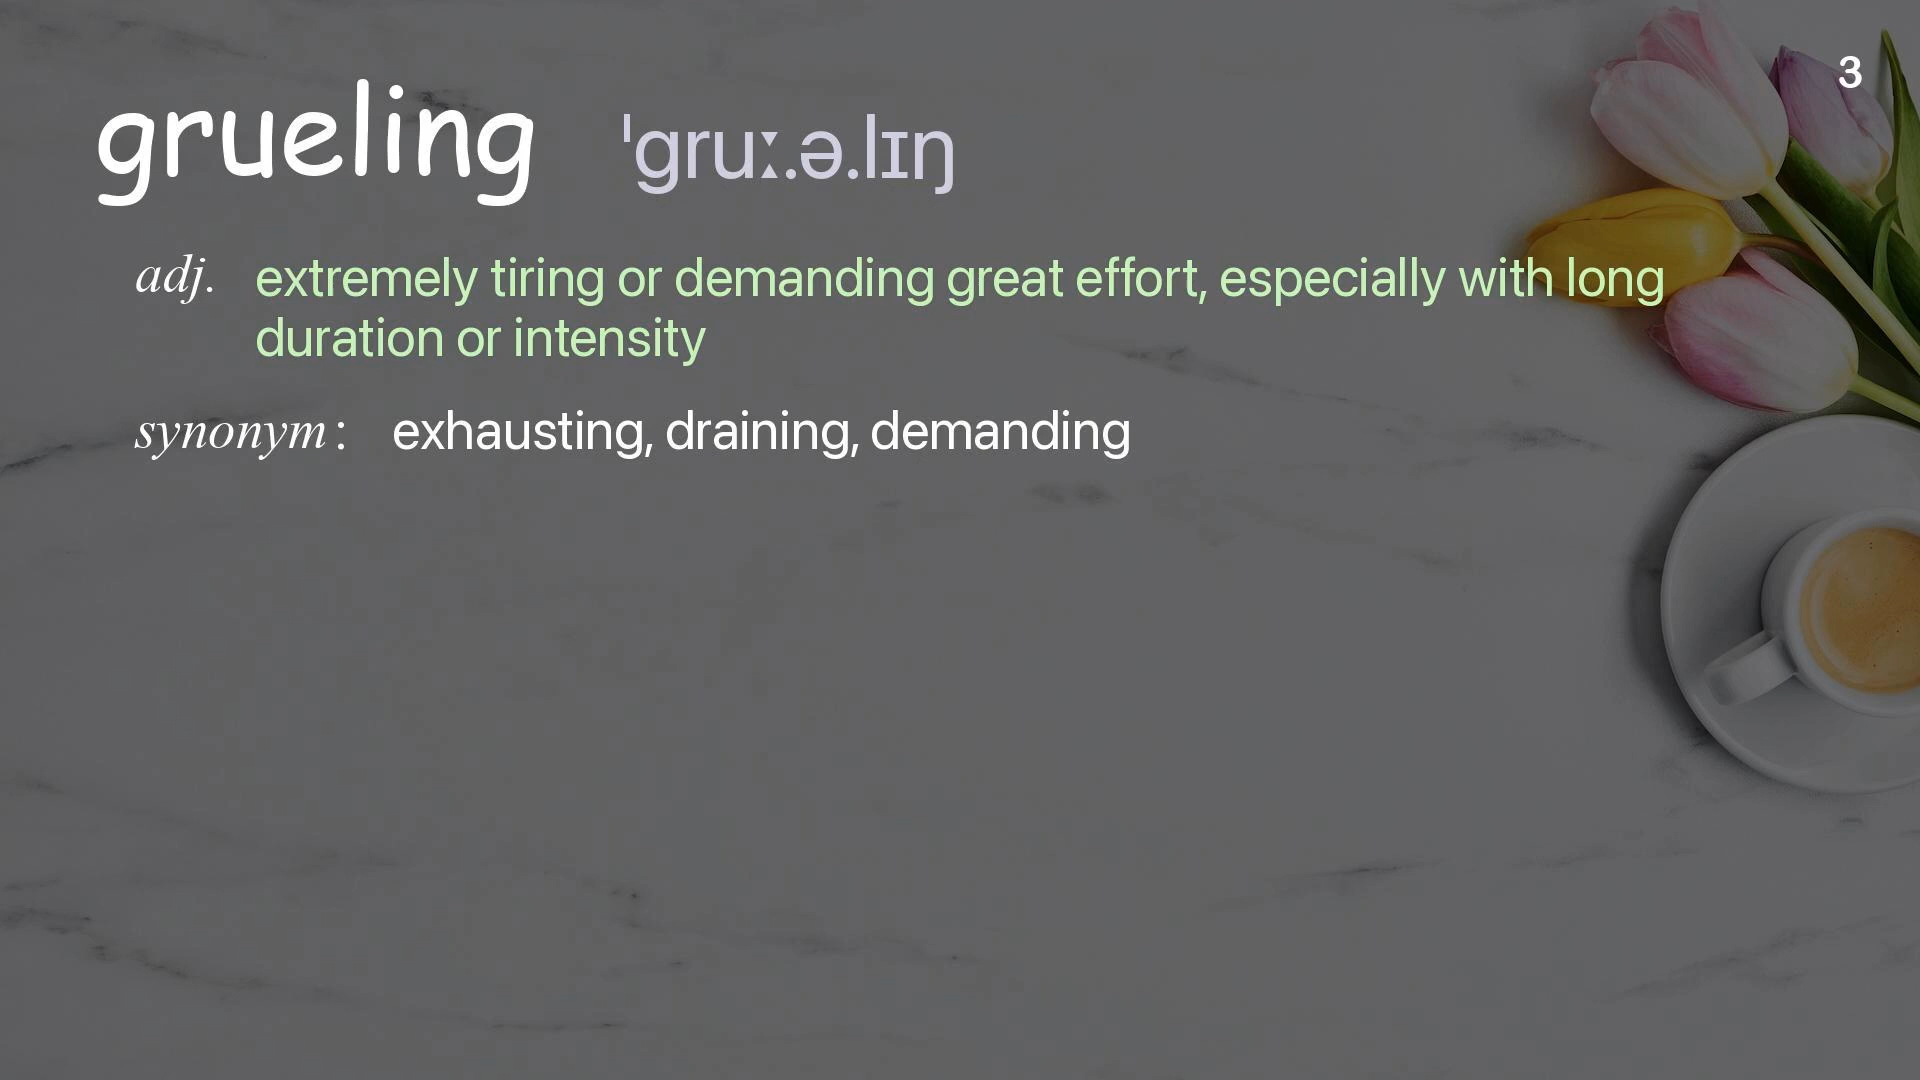 3
grueling ˈɡruː.ə.lɪŋ
adj. extremely tiring or demanding great effort, especially with long
duration or intensity
synonym : exhausting, draining, demanding